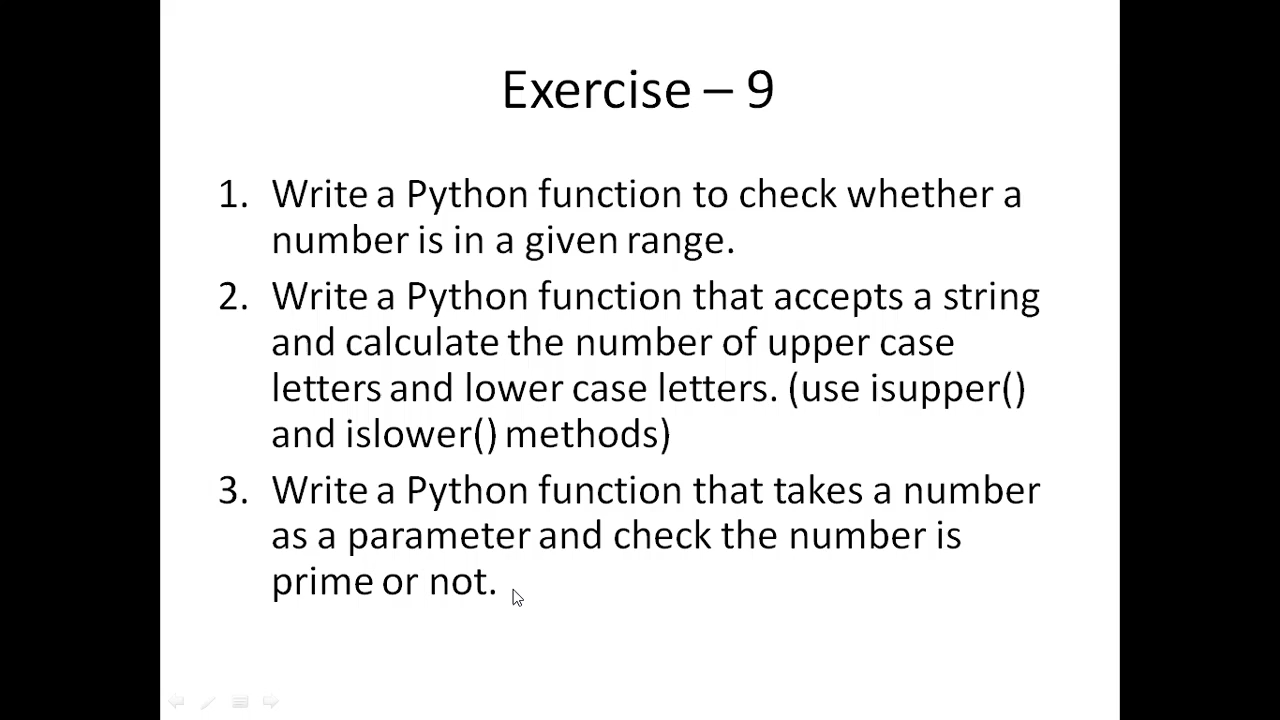 Exercise – 9
1. Write a Python function to check whether a
number is in a given range.
2. Write a Python function that accepts a string
and calculate the number of upper case
letters and lower case letters. (use isupper()
and islower() methods)
3. Write a Python function that takes a number
as a parameter and check the number is
prime or not.